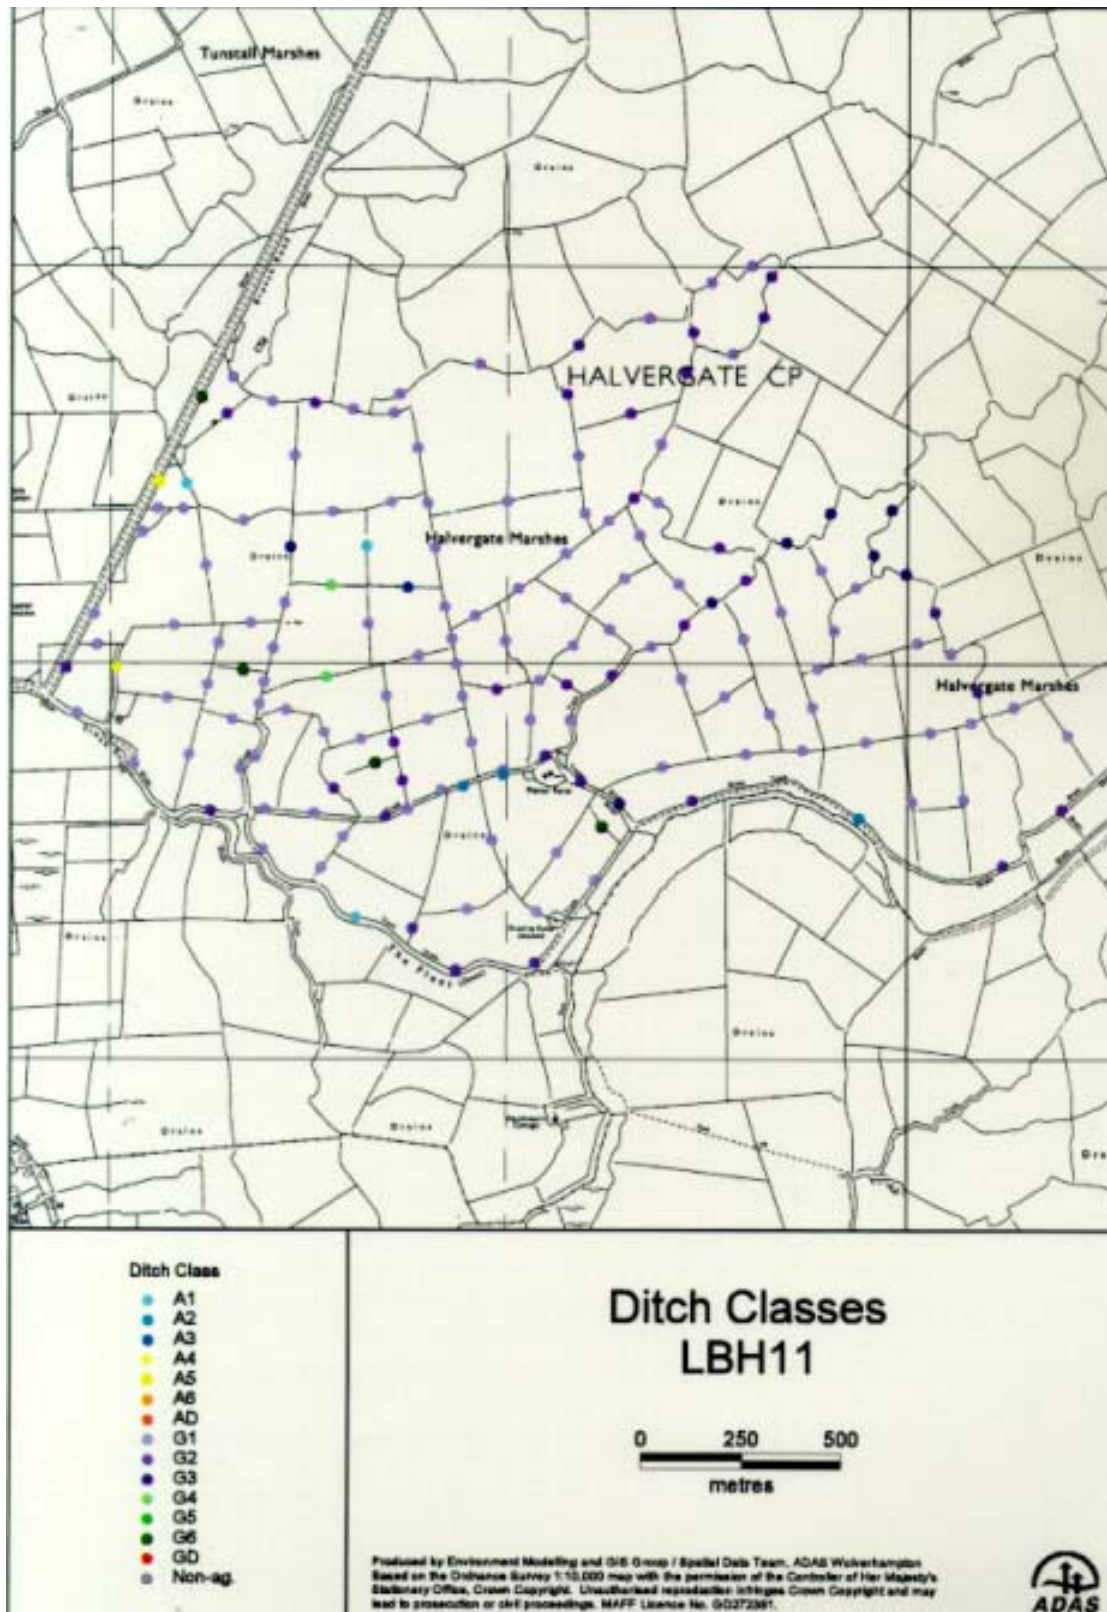 Tunstall Marshes
Drains
Drains
Drain
Drains
HALVERGATE CP
Drains
Halvergate Marshes
Drains
Drains
Halvergate Marshes
Drains
The Fleet
Drains
Drains
Drains
Drains
Ditch Class
A1
A2
A3
A4
A5
A6
AD
G1
G2
G3
G4
G5
G6
GD
Non-ag.
Ditch Classes
LBH11
0 250 500
metres
Produced by Environment Modelling and GIS Group / Spatial Data Team, ADAS Wolverhampton
Based on the Ordnance Survey 1:10,000 map with the permission of the Controller of Her Majesty's
Stationary Office, Crown Copyright. Unauthorised reproduction infringes Crown Copyright and may
lead to prosecution or civil proceedings. MAFF Licence No. GD272361.
ADAS